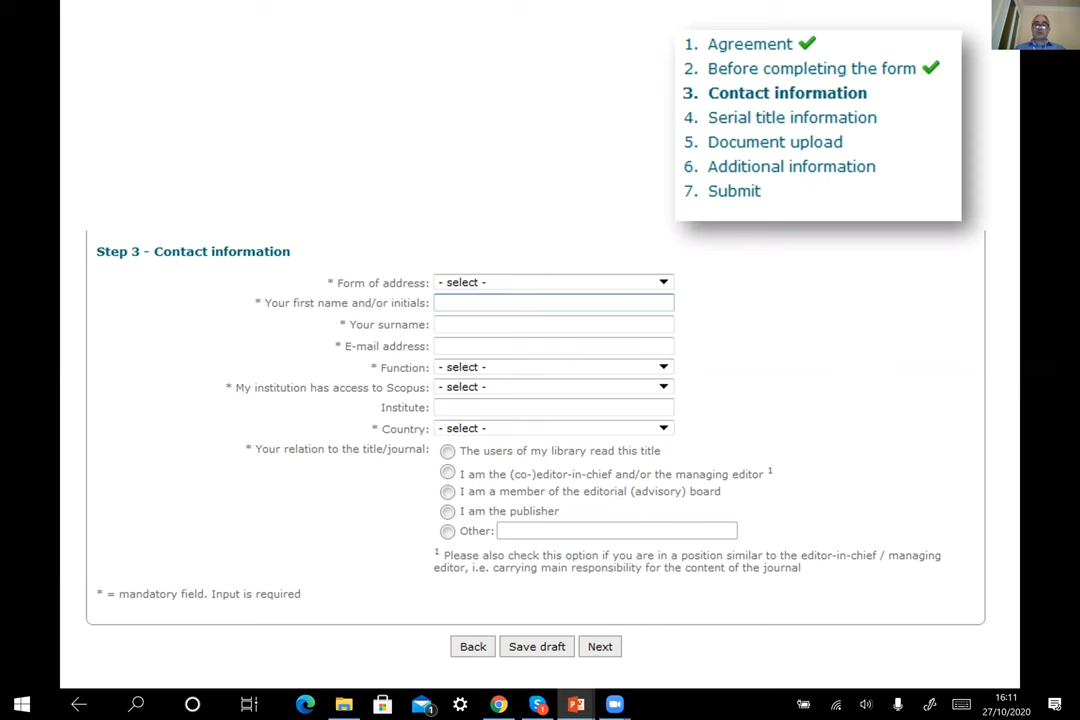 1. Agreement
2. Before completing the form
3. Contact information
4. Serial title information
5. Document upload
6. Additional information
7. Submit
Step 3 - Contact information
* Form of address: - select -
* Your first name and/or initials:
* Your surname:
* E-mail address:
* Function: - select -
* My institution has access to Scopus: - select -
Institute:
* Country: - select -
* Your relation to the title/journal: The users of my library read this title
I am the (co-)editor-in-chief and/or the managing editor 1
I am a member of the editorial (advisory) board
I am the publisher
Other:
1 Please also check this option if you are in a position similar to the editor-in-chief / managing
editor, i.e. carrying main responsibility for the content of the journal
* = mandatory field. Input is required
Back Save draft Next
16:11
27/10/2020